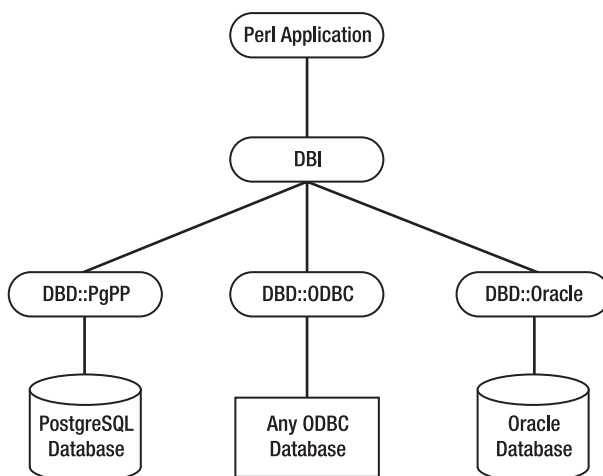 Perl Application
DBI
DBD::PgPP
DBD::ODBC
DBD::Oracle
PostgreSQL
Database
Any ODBC
Database
Oracle
Database